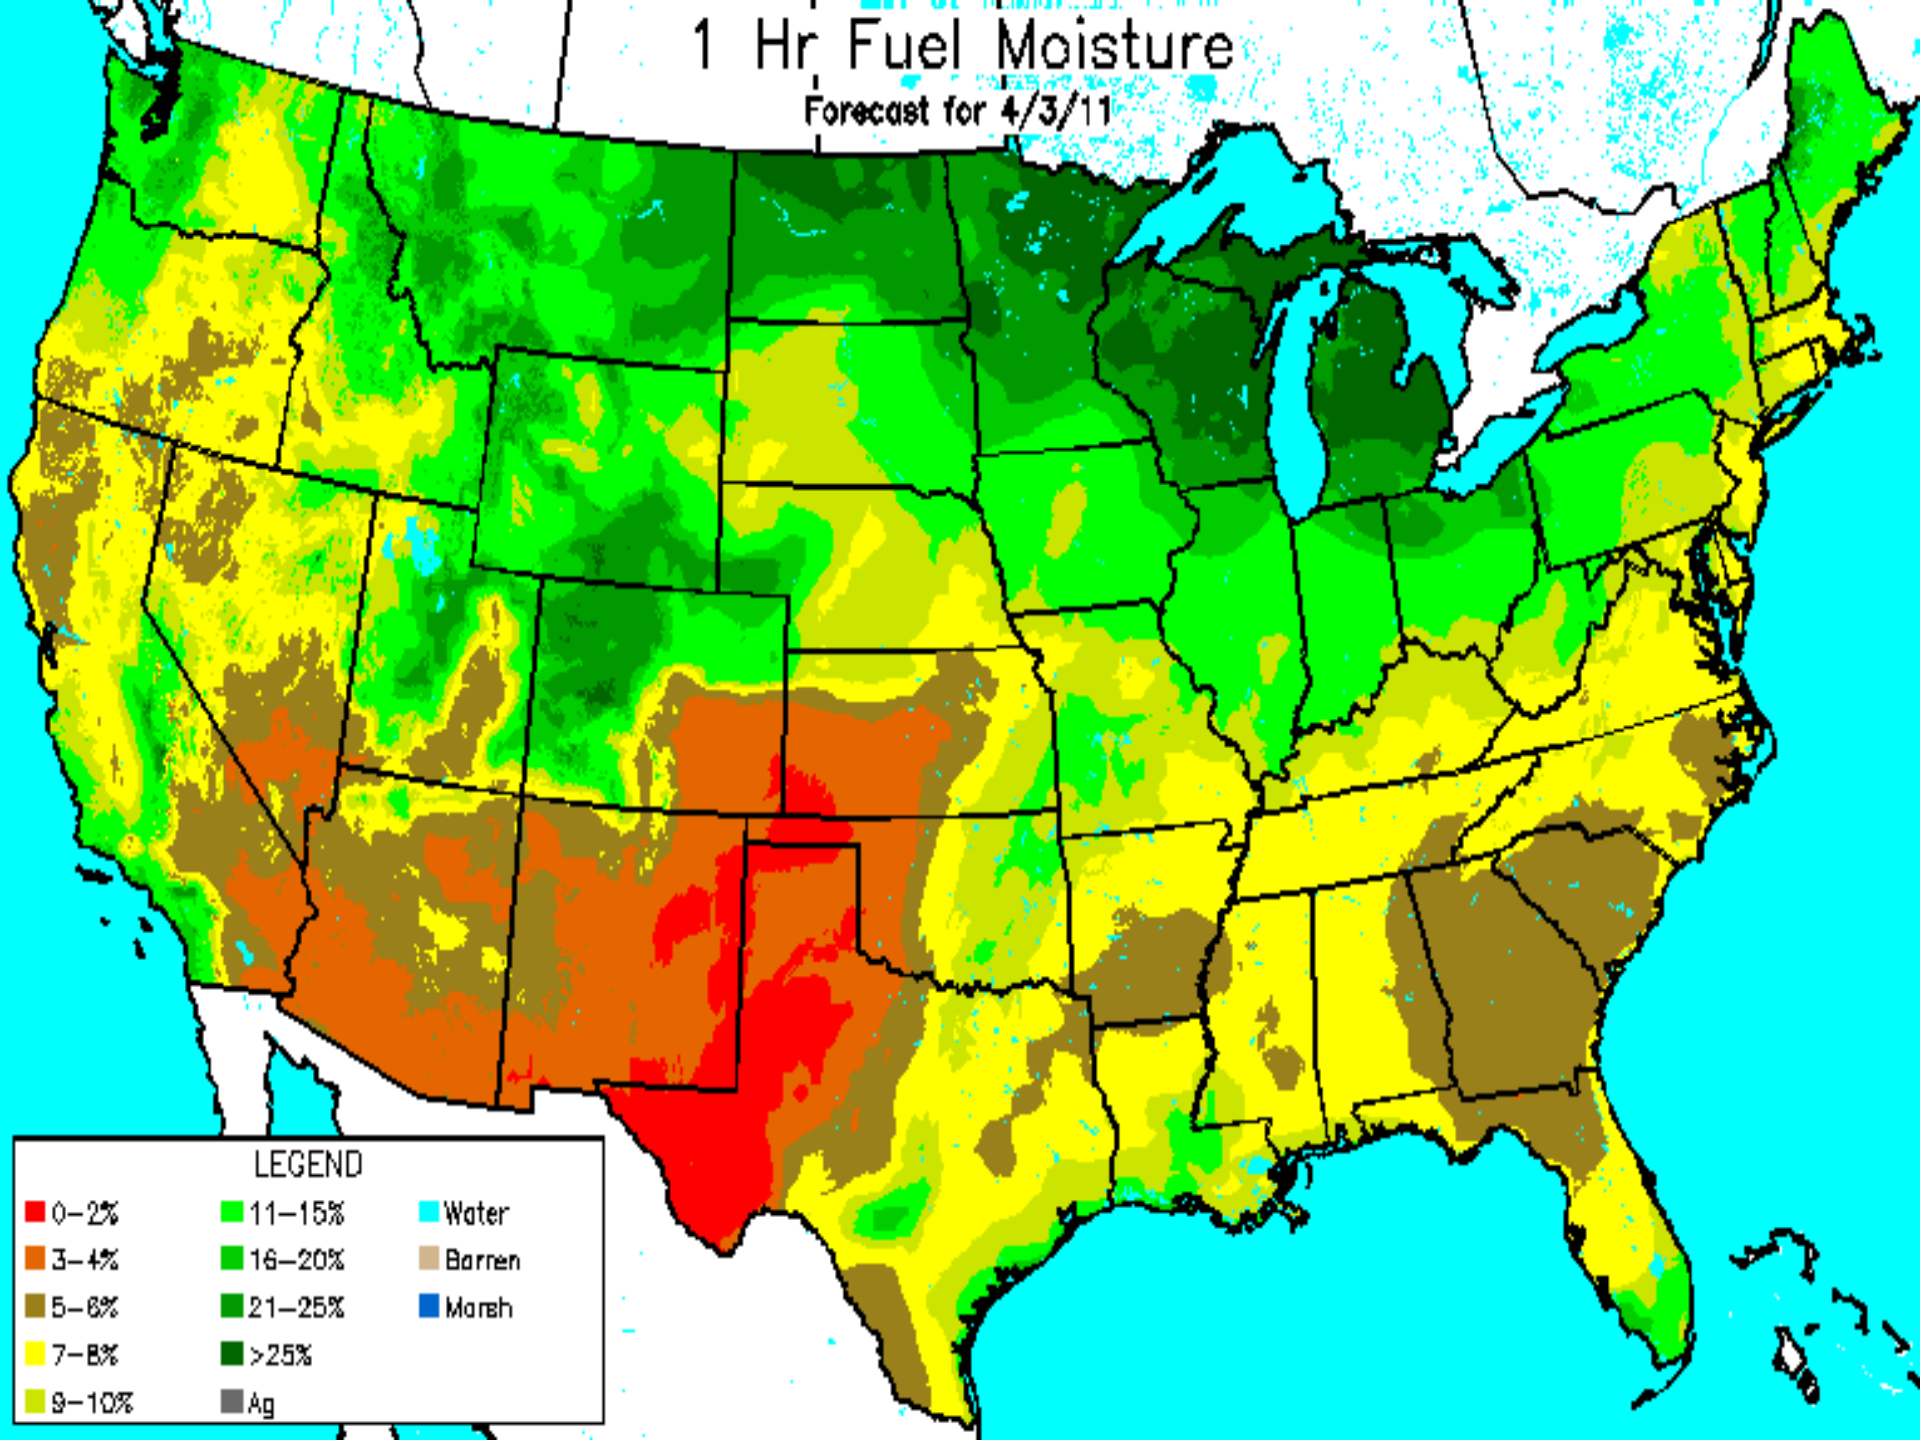 1 Hr Fuel Moisture
Forecast for 4/3/11
LEGEND
0-2%
3-4%
5-6%
7-8%
9-10%
11-15%
16-20%
21-25%
>25%
Ag
Water
Barren
Marsh